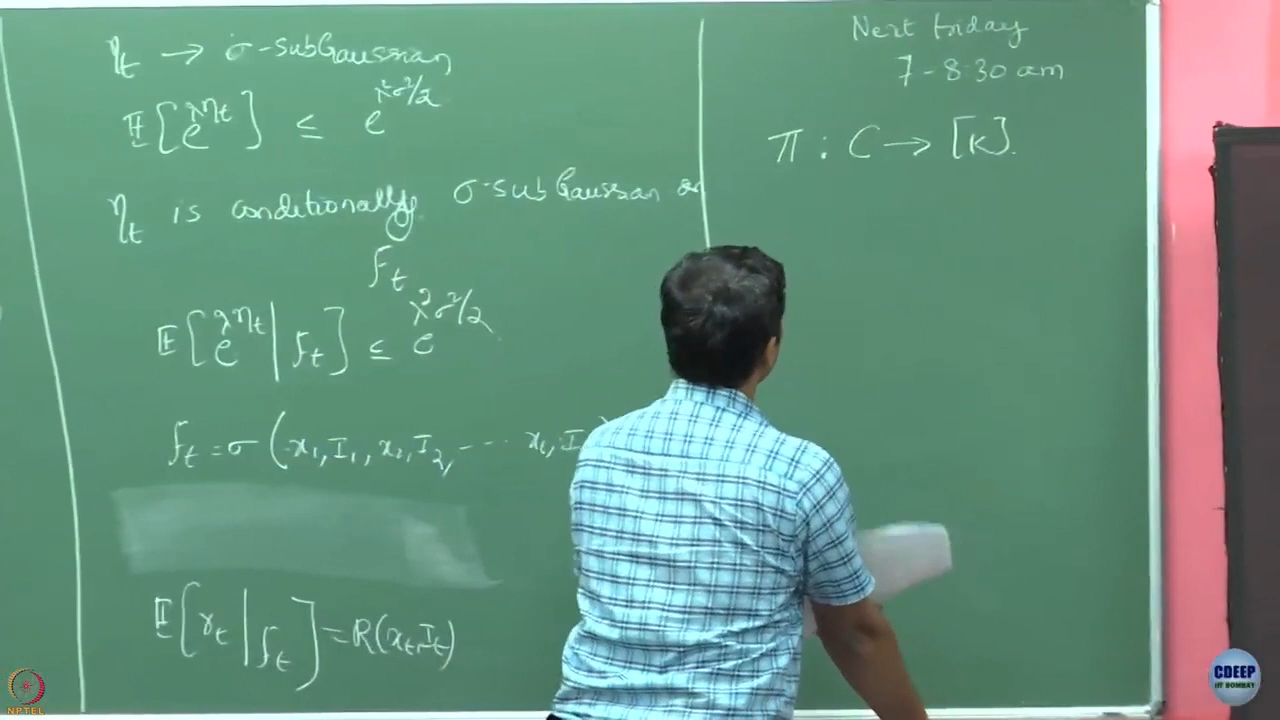 η_t → σ-subGaussian
𝔼[e^{λη_t}] ≤ e^{λ²σ²/2}
η_t is conditionally σ-subGaussian on
F_t
𝔼[e^{λη_t} | F_t] ≤ e^{λ²σ²/2}
F_t = σ(x_1, I_1, x_2, I_2, --- x_t, I
𝔼[r_t | F_t] = R(x_t, I_t)
Next friday
7 - 8:30 am
π : C → [K].
NPTEL
CDEEP
IIT BOMBAY